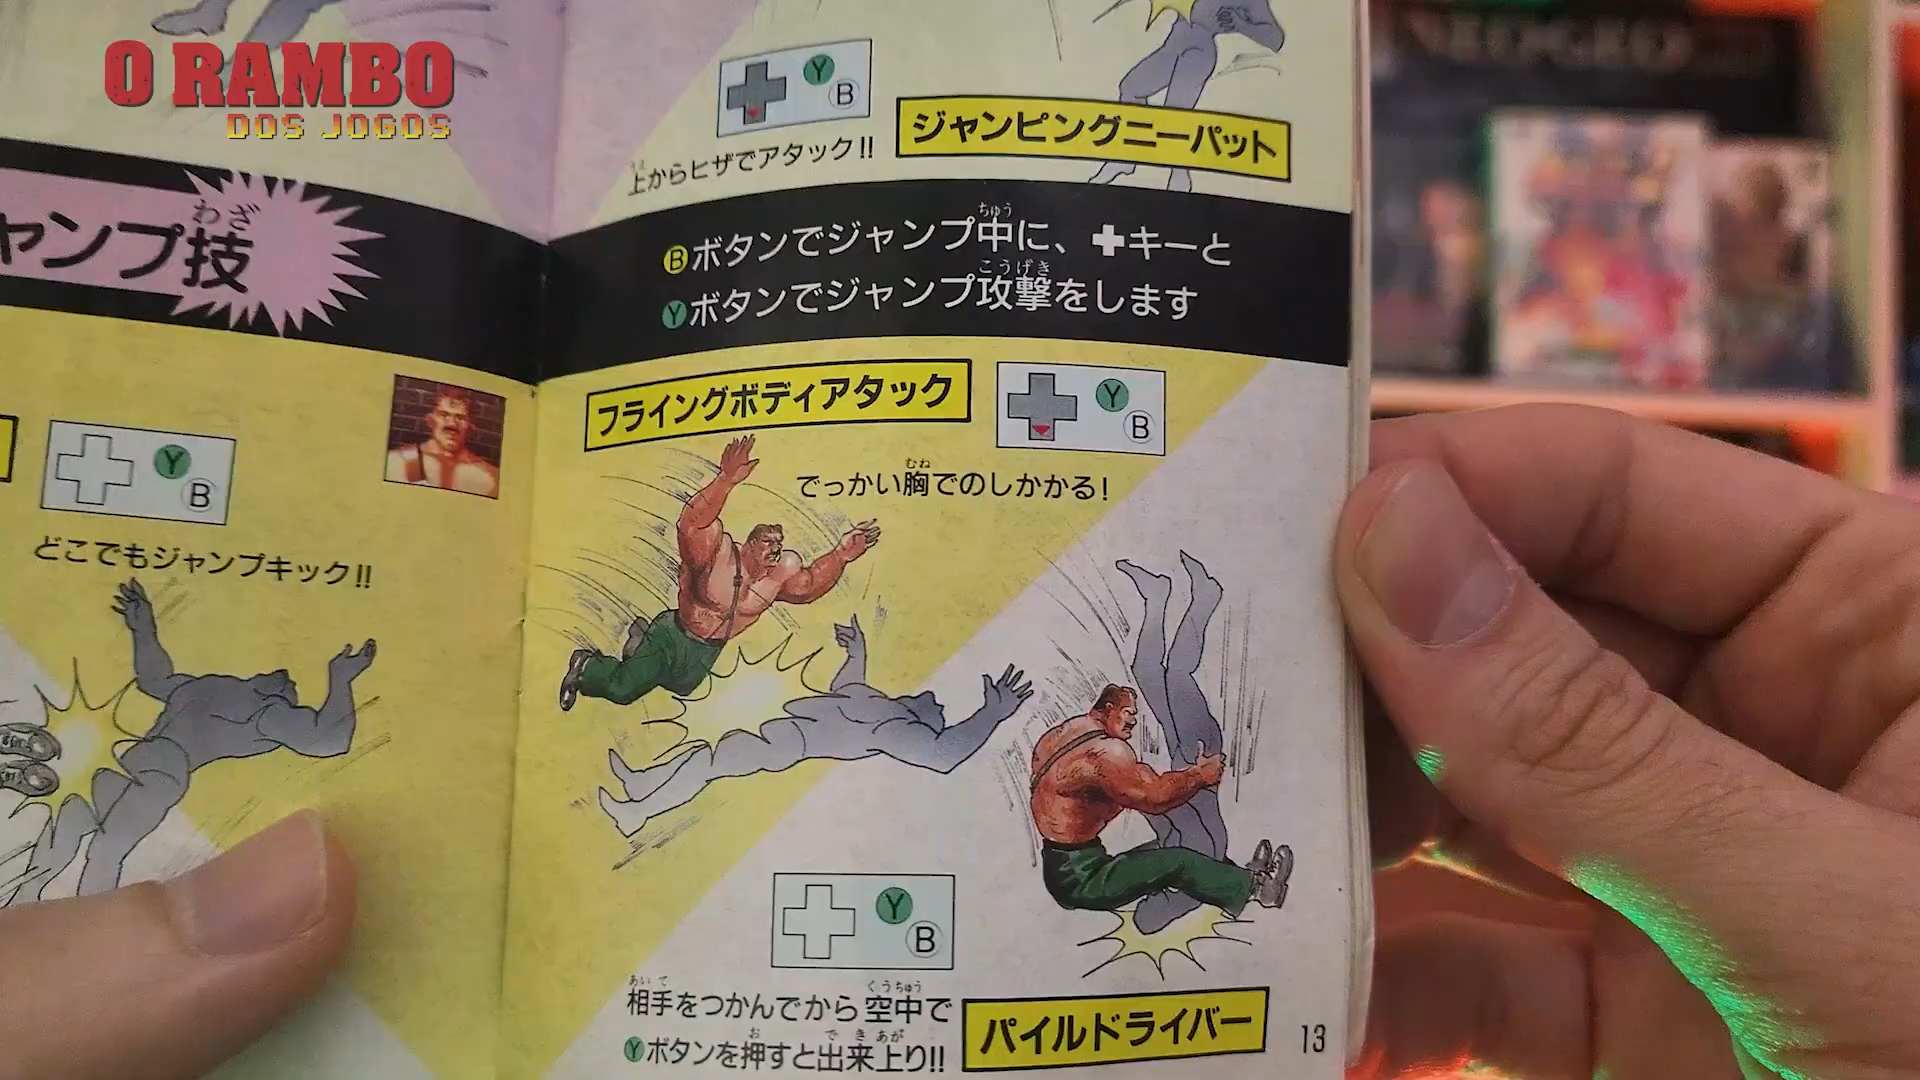 O RAMBO
DOS JOGOS
NEOGEO
Y
B
上からヒザでアタック!!
ジャンピングニーパット
ャンプ技
わざ
Bボタンでジャンプ中に、✚キーと
ちゅう
Yボタンでジャンプ攻撃をします
こうげき
フライングボディアタック
Y
B
でっかい胸でのしかかる!
むね
Y
B
どこでもジャンプキック!!
Y
B
相手をつかんでから空中で
あいて
くうちゅう
Yボタンを押すと出来上り!!
お
できあが
パイルドライバー
13